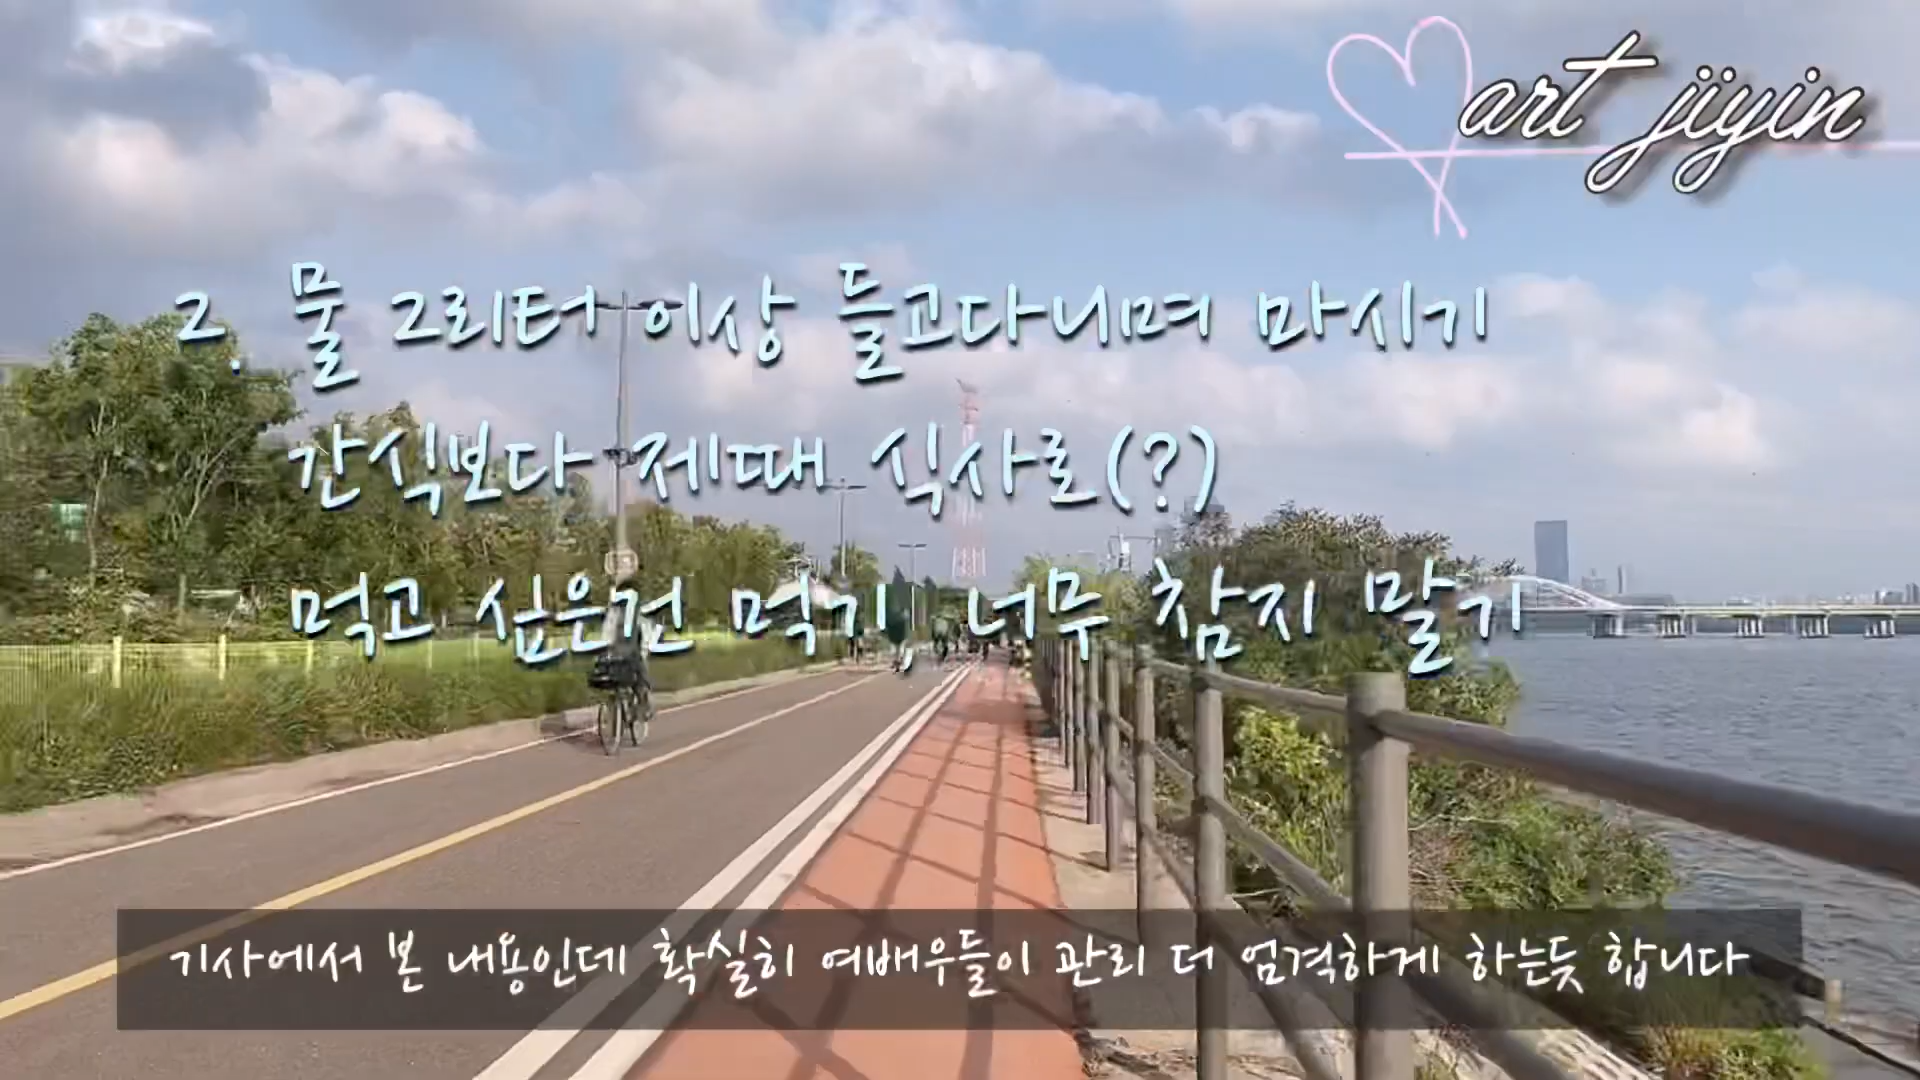 art jiyin
2. 물 2리터 이상 들고다니며 마시기
간식보다 제때 식사로(?)
먹고 싶은건 먹기, 너무 참지 말기
기사에서 본 내용인데 확실히 여배우들이 관리 더 엄격하게 하는듯 합니다